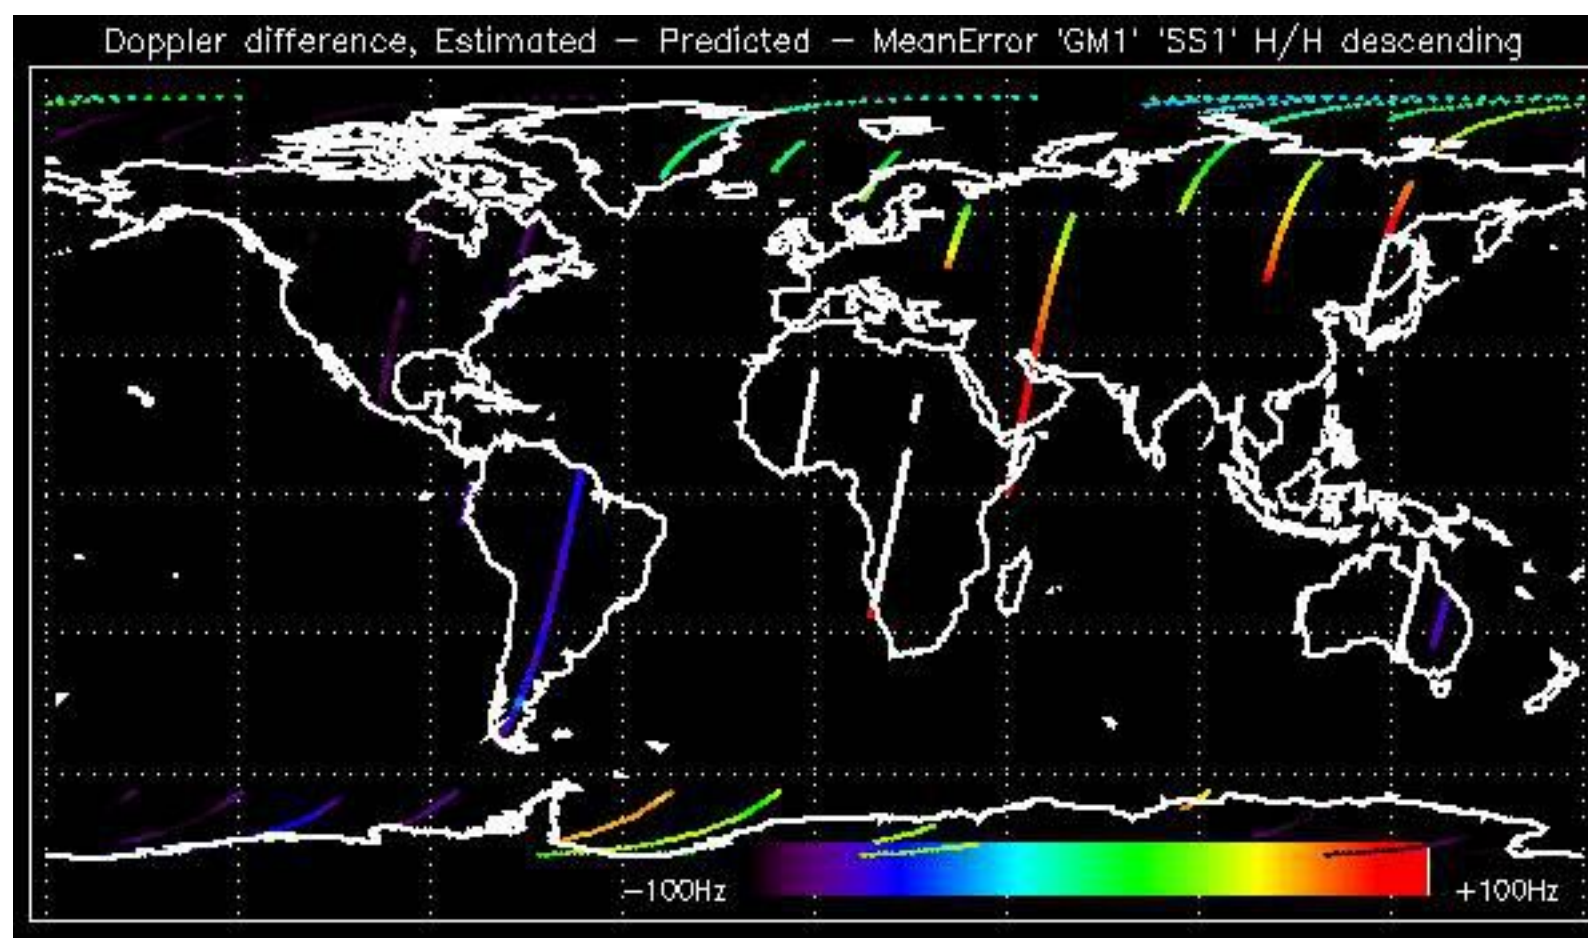 Doppler difference, Estimated — Predicted — MeanError 'GM1' 'SS1' H/H descending
−100Hz
+100Hz